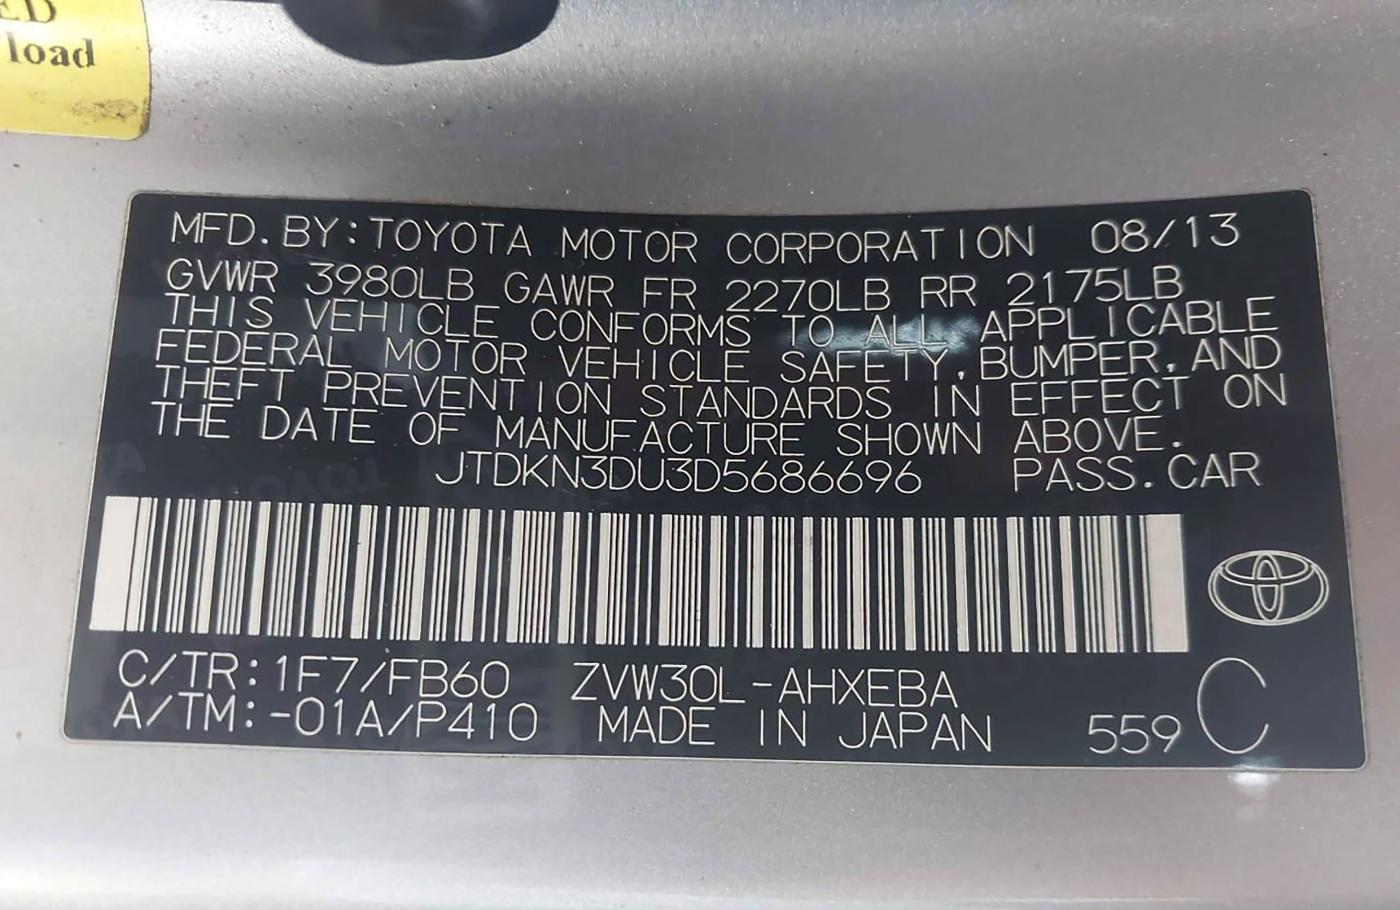 ED
load
MFD. BY: TOYOTA MOTOR CORPORATION 08/13
GVWR 3980LB GAWR FR 2270LB RR 2175LB
THIS VEHICLE CONFORMS TO ALL APPLICABLE
FEDERAL MOTOR VEHICLE SAFETY, BUMPER, AND
THEFT PREVENTION STANDARDS IN EFFECT ON
THE DATE OF MANUFACTURE SHOWN ABOVE.
JTDKN3DU3D5686696 PASS. CAR
C/TR: 1F7/FB60 ZVW30L-AHXEBA
A/TM: -01A/P410 MADE IN JAPAN 559 C